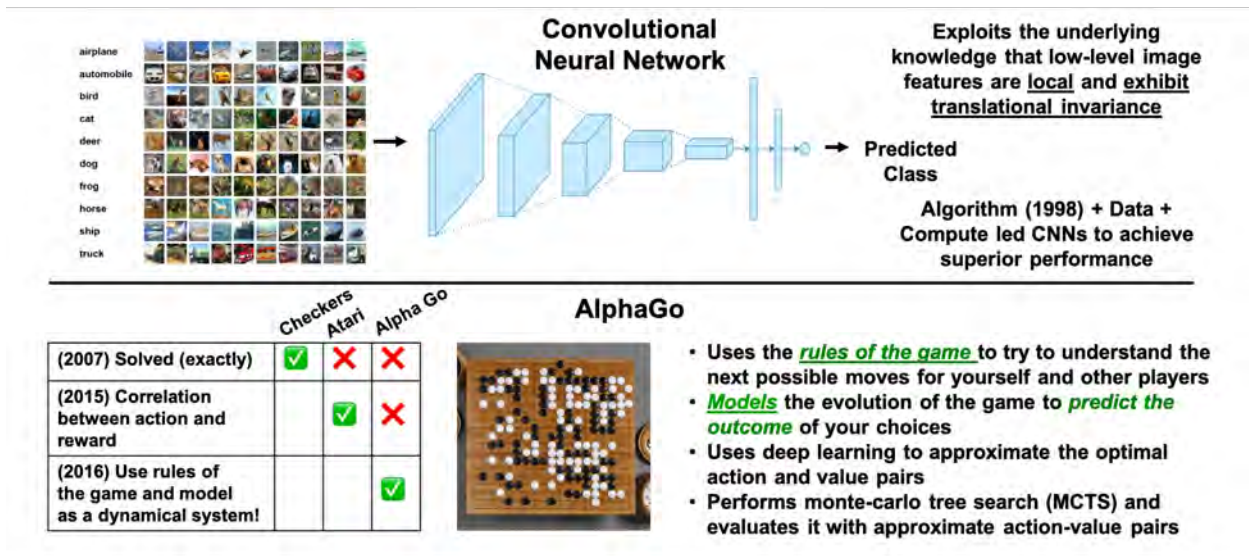 Convolutional
Neural Network
airplane
automobile
bird
cat
deer
dog
frog
horse
ship
truck
Predicted
Class
Exploits the underlying
knowledge that low-level image
features are local and exhibit
translational invariance
Algorithm (1998) + Data +
Compute led CNNs to achieve
superior performance
AlphaGo
Checkers
Atari
Alpha Go
(2007) Solved (exactly)
(2015) Correlation
between action and
reward
(2016) Use rules of
the game and model
as a dynamical system!
• Uses the rules of the game to try to understand the
next possible moves for yourself and other players
• Models the evolution of the game to predict the
outcome of your choices
• Uses deep learning to approximate the optimal
action and value pairs
• Performs monte-carlo tree search (MCTS) and
evaluates it with approximate action-value pairs